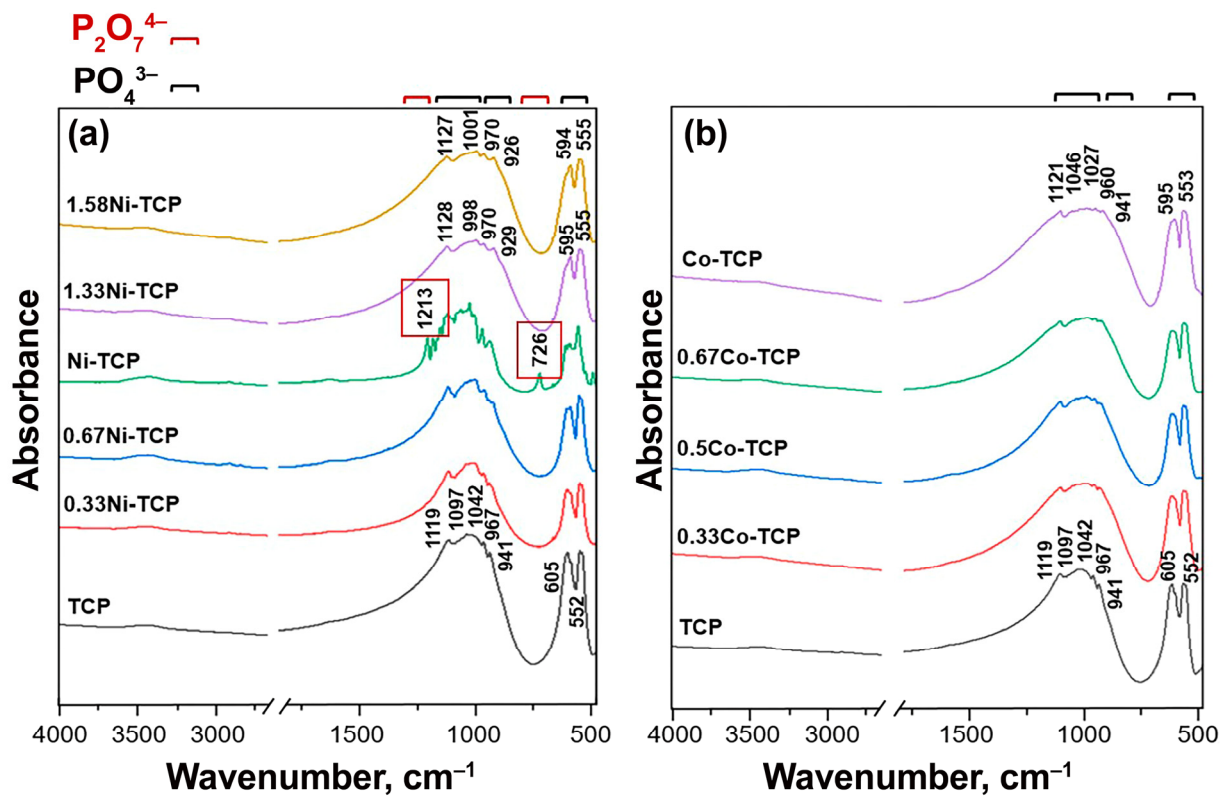 P₂O₇⁴⁻
PO₄³⁻
(a)
1127 1001 970 926 594 555
1.58Ni-TCP
1128 998 970 929 595 555
1.33Ni-TCP
1213 726
Ni-TCP
0.67Ni-TCP
0.33Ni-TCP
1119 1097 1042 967 941 605 552
TCP
Absorbance
4000 3500 3000 1500 1000 500
Wavenumber, cm⁻¹
(b)
1121 1046 1027 960 941 595 553
Co-TCP
0.67Co-TCP
0.5Co-TCP
0.33Co-TCP
1119 1097 1042 967 941 605 552
TCP
Absorbance
4000 3500 3000 1500 1000 500
Wavenumber, cm⁻¹